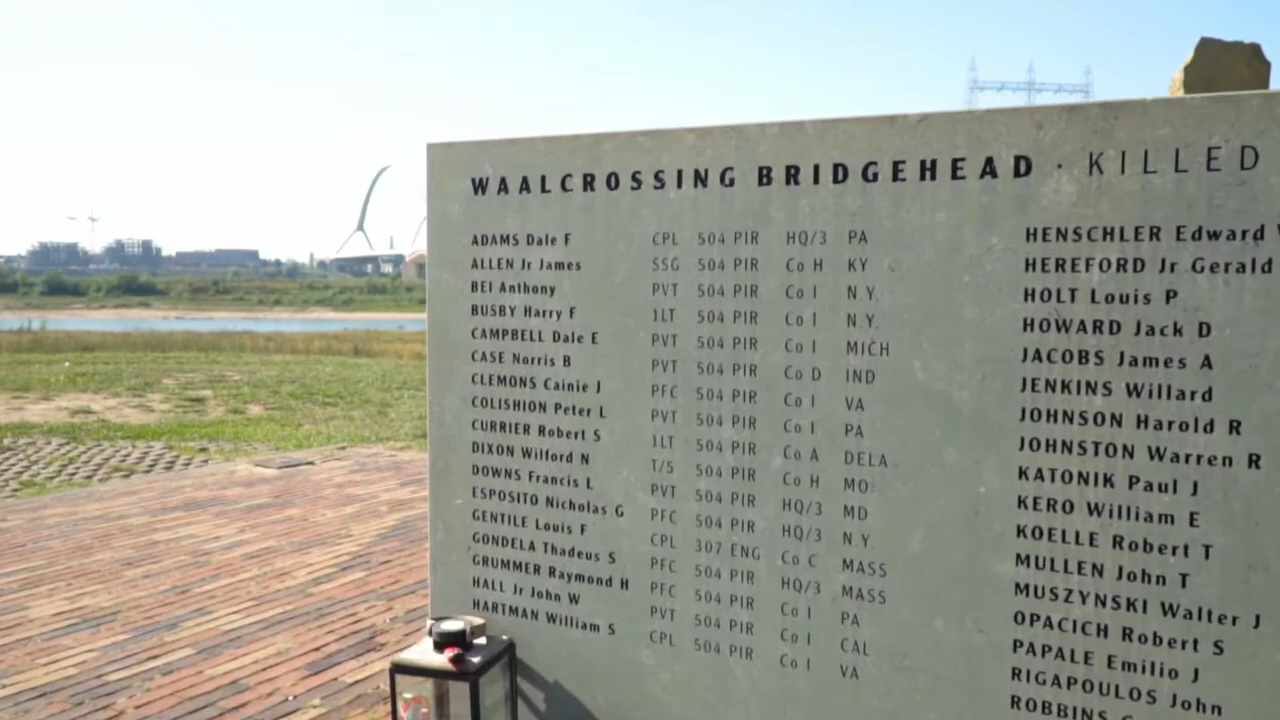 WAALCROSSING BRIDGEHEAD · KILLED
ADAMS Dale F CPL 504 PIR HQ/3 PA
ALLEN Jr James SSG 504 PIR Co H KY
BEI Anthony PVT 504 PIR Co I N.Y.
BUSBY Harry F 1LT 504 PIR Co I N.Y.
CAMPBELL Dale E PVT 504 PIR Co I MICH
CASE Norris B PVT 504 PIR Co D IND
CLEMONS Cainie J PFC 504 PIR Co I VA
COLISHION Peter L PVT 504 PIR Co I PA
CURRIER Robert S 1LT 504 PIR Co A DELA
DIXON Wilford N T/5 504 PIR Co H MO
DOWNS Francis L PVT 504 PIR HQ/3 MD
ESPOSITO Nicholas G PFC 504 PIR HQ/3 N.Y.
GENTILE Louis F CPL 307 ENG Co C MASS
GONDELA Thadeus S PFC 504 PIR HQ/3 MASS
GRUMMER Raymond H PFC 504 PIR Co I PA
HALL Jr John W PVT 504 PIR Co I CAL
HARTMAN William S CPL 504 PIR Co I VA
HENSCHLER Edward
HEREFORD Jr Gerald
HOLT Louis P
HOWARD Jack D
JACOBS James A
JENKINS Willard
JOHNSON Harold R
JOHNSTON Warren R
KATONIK Paul J
KERO William E
KOELLE Robert T
MULLEN John T
MUSZYNSKI Walter J
OPACICH Robert S
PAPALE Emilio J
RIGAPOULOS John
ROBBINS